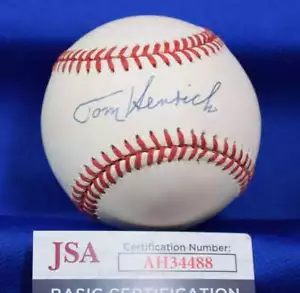 Tom Henrich
JSA
Certification Number:
AH34488
BASIC CERTIFICATION